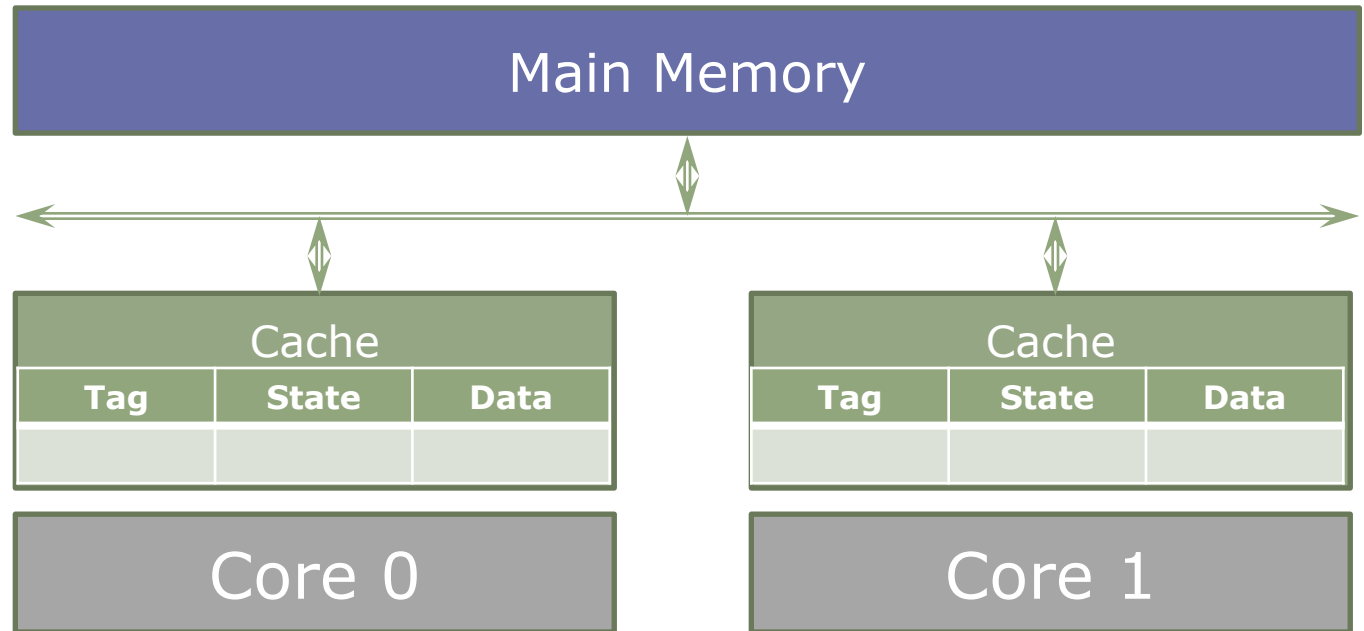 Main Memory
Cache Cache
Tag State Data Tag State Data
Core 0 Core 1